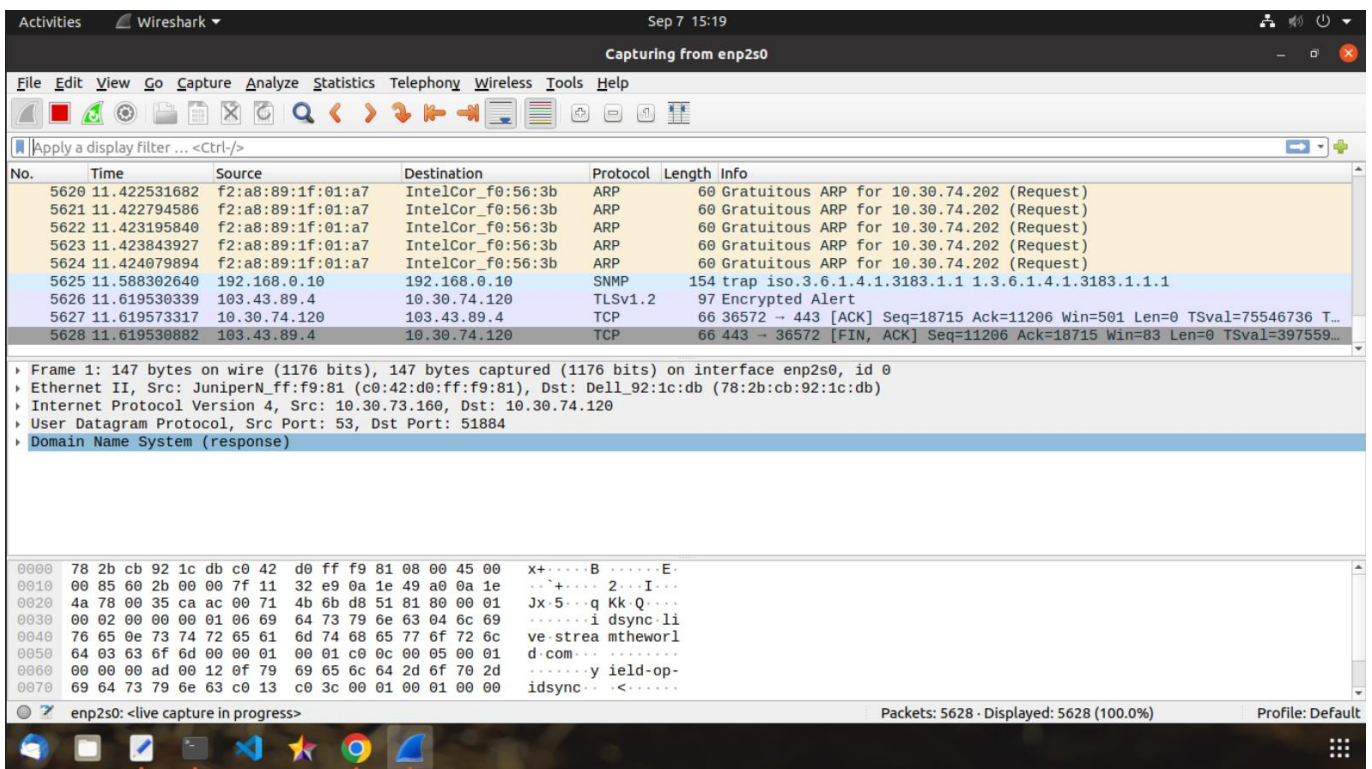 Activities Wireshark Sep 7 15:19
Capturing from enp2s0
File Edit View Go Capture Analyze Statistics Telephony Wireless Tools Help
Apply a display filter ... <Ctrl-/>
No. Time Source Destination Protocol Length Info
5620 11.422531682 f2:a8:89:1f:01:a7 IntelCor_f0:56:3b ARP 60 Gratuitous ARP for 10.30.74.202 (Request)
5621 11.422794586 f2:a8:89:1f:01:a7 IntelCor_f0:56:3b ARP 60 Gratuitous ARP for 10.30.74.202 (Request)
5622 11.423195840 f2:a8:89:1f:01:a7 IntelCor_f0:56:3b ARP 60 Gratuitous ARP for 10.30.74.202 (Request)
5623 11.423843927 f2:a8:89:1f:01:a7 IntelCor_f0:56:3b ARP 60 Gratuitous ARP for 10.30.74.202 (Request)
5624 11.424079894 f2:a8:89:1f:01:a7 IntelCor_f0:56:3b ARP 60 Gratuitous ARP for 10.30.74.202 (Request)
5625 11.588302640 192.168.0.10 192.168.0.10 SNMP 154 trap iso.3.6.1.4.1.3183.1.1 1.3.6.1.4.1.3183.1.1.1
5626 11.619530339 103.43.89.4 10.30.74.120 TLSv1.2 97 Encrypted Alert
5627 11.619573317 10.30.74.120 103.43.89.4 TCP 66 36572 → 443 [ACK] Seq=18715 Ack=11206 Win=501 Len=0 TSval=75546736 T…
5628 11.619530882 103.43.89.4 10.30.74.120 TCP 66 443 → 36572 [FIN, ACK] Seq=11206 Ack=18715 Win=83 Len=0 TSval=397559…
Frame 1: 147 bytes on wire (1176 bits), 147 bytes captured (1176 bits) on interface enp2s0, id 0
Ethernet II, Src: JuniperN_ff:f9:81 (c0:42:d0:ff:f9:81), Dst: Dell_92:1c:db (78:2b:cb:92:1c:db)
Internet Protocol Version 4, Src: 10.30.73.160, Dst: 10.30.74.120
User Datagram Protocol, Src Port: 53, Dst Port: 51884
Domain Name System (response)
0000 78 2b cb 92 1c db c0 42 d0 ff f9 81 08 00 45 00 x+·····B ······E·
0010 00 85 60 2b 00 00 7f 11 32 e9 0a 1e 49 a0 0a 1e ··`+···· 2···I···
0020 4a 78 00 35 ca ac 00 71 4b 6b d8 51 81 80 00 01 Jx·5···q Kk·Q····
0030 00 02 00 00 00 01 06 69 64 73 79 6e 63 04 6c 69 ·······i dsync·li
0040 76 65 0e 73 74 72 65 61 6d 74 68 65 77 6f 72 6c ve·strea mtheworl
0050 64 03 63 6f 6d 00 00 01 00 01 c0 0c 00 05 00 01 d·com··· ········
0060 00 00 00 ad 00 12 0f 79 69 65 6c 64 2d 6f 70 2d ·······y ield-op-
0070 69 64 73 79 6e 63 c0 13 c0 3c 00 01 00 01 00 00 idsync·· ·<······
enp2s0: <live capture in progress> Packets: 5628 · Displayed: 5628 (100.0%) Profile: Default